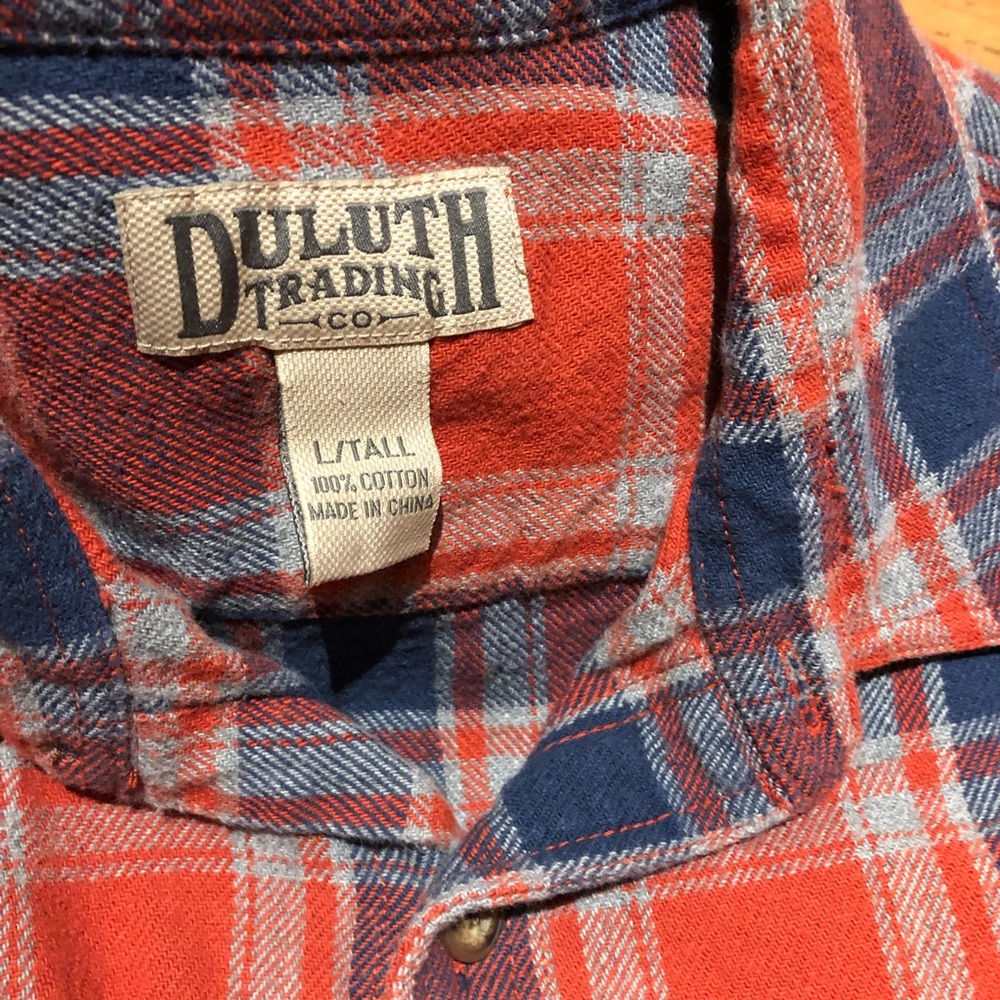 DULUTH
TRADING
CO
L/TALL
100% COTTON
MADE IN CHINA